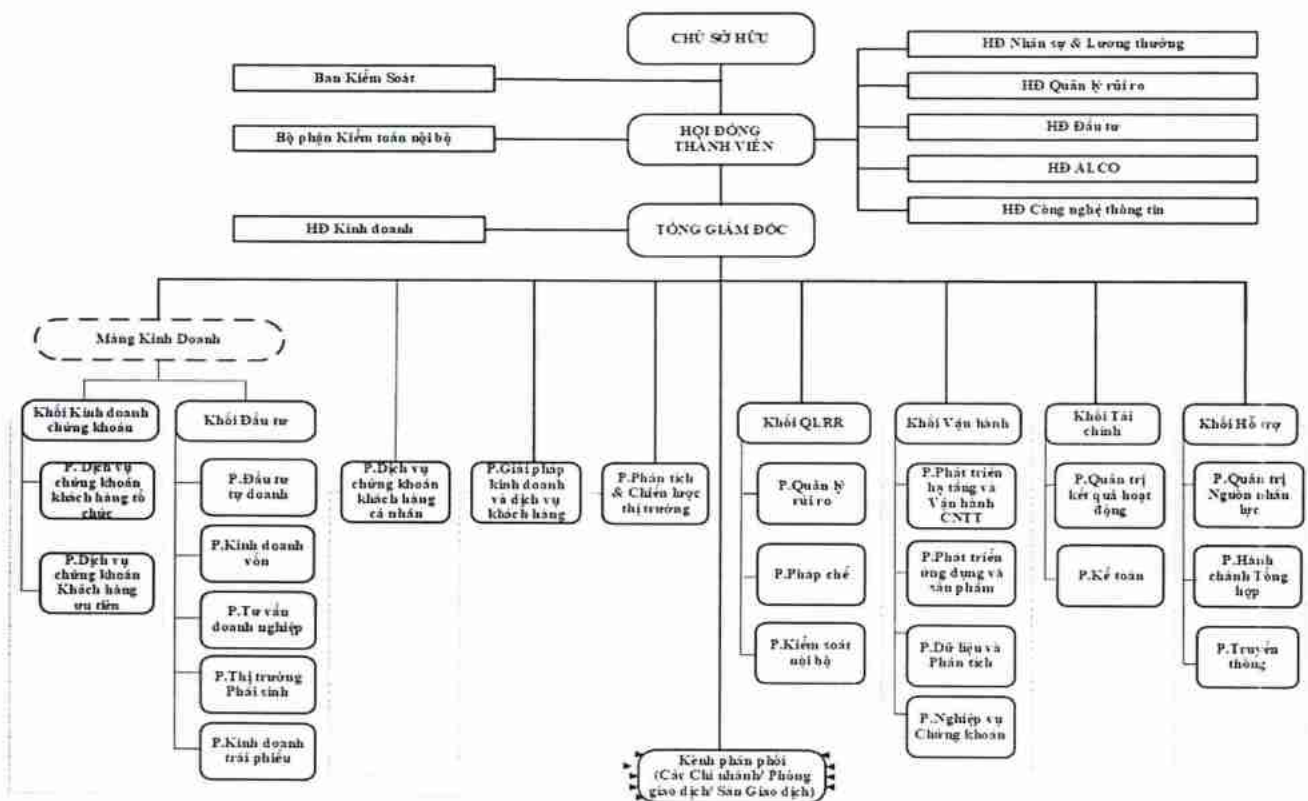 CHỦ SỞ HỮU
Ban Kiểm Soát
Bộ phận Kiểm toán nội bộ
HỘI ĐỒNG
THÀNH VIÊN
HĐ Nhân sự & Lương thưởng
HĐ Quản lý rủi ro
HĐ Đầu tư
HĐ ALCO
HĐ Công nghệ thông tin
HĐ Kinh doanh
TỔNG GIÁM ĐỐC
Mảng Kinh Doanh
Khối Kinh doanh
chứng khoán
P.Dịch vụ
chứng khoán
khách hàng tổ
chức
P.Dịch vụ
chứng khoán
Khách hàng
ưu tiên
Khối Đầu tư
P.Đầu tư
tự doanh
P.Kinh doanh
vốn
P.Tư vấn
doanh nghiệp
P.Thị trường
Phái sinh
P.Kinh doanh
trái phiếu
P.Dịch vụ
chứng khoán
khách hàng
cá nhân
P.Giải pháp
kinh doanh
và dịch vụ
khách hàng
P.Phân tích
& Chiến lược
thị trường
Khối QLRR
P.Quản lý
rủi ro
P.Pháp chế
P.Kiểm soát
nội bộ
Khối Vận hành
P.Phát triển
hạ tầng và
Vận hành
CNTT
P.Phát triển
ứng dụng và
sản phẩm
P.Dữ liệu và
Phân tích
P.Nghiệp vụ
Chứng khoán
Khối Tài
chính
P.Quản trị
kết quả hoạt
động
P.Kế toán
Khối Hỗ trợ
P.Quản trị
Nguồn nhân
lực
P.Hành
chánh Tổng
hợp
P.Truyền
thông
Kênh phân phối
(Các Chi nhánh/ Phòng
giao dịch/ Sàn Giao dịch)